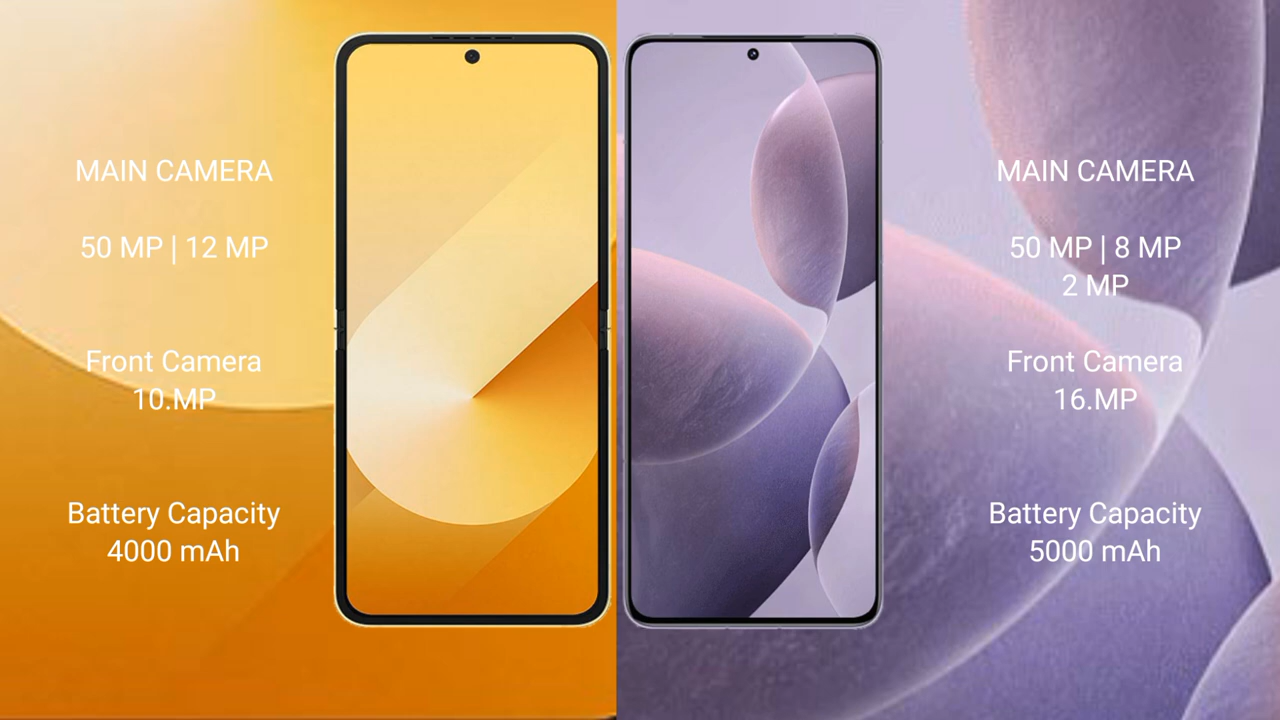 MAIN CAMERA
50 MP | 12 MP
Front Camera
10.MP
Battery Capacity
4000 mAh
MAIN CAMERA
50 MP | 8 MP
2 MP
Front Camera
16.MP
Battery Capacity
5000 mAh